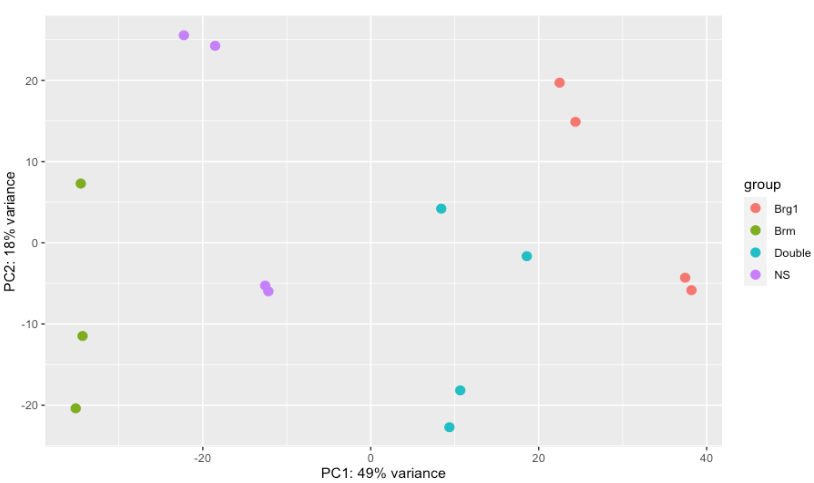 20
10
0
-10
-20
PC2: 18% variance
-20
0
20
40
PC1: 49% variance
group
Brg1
Brm
Double
NS